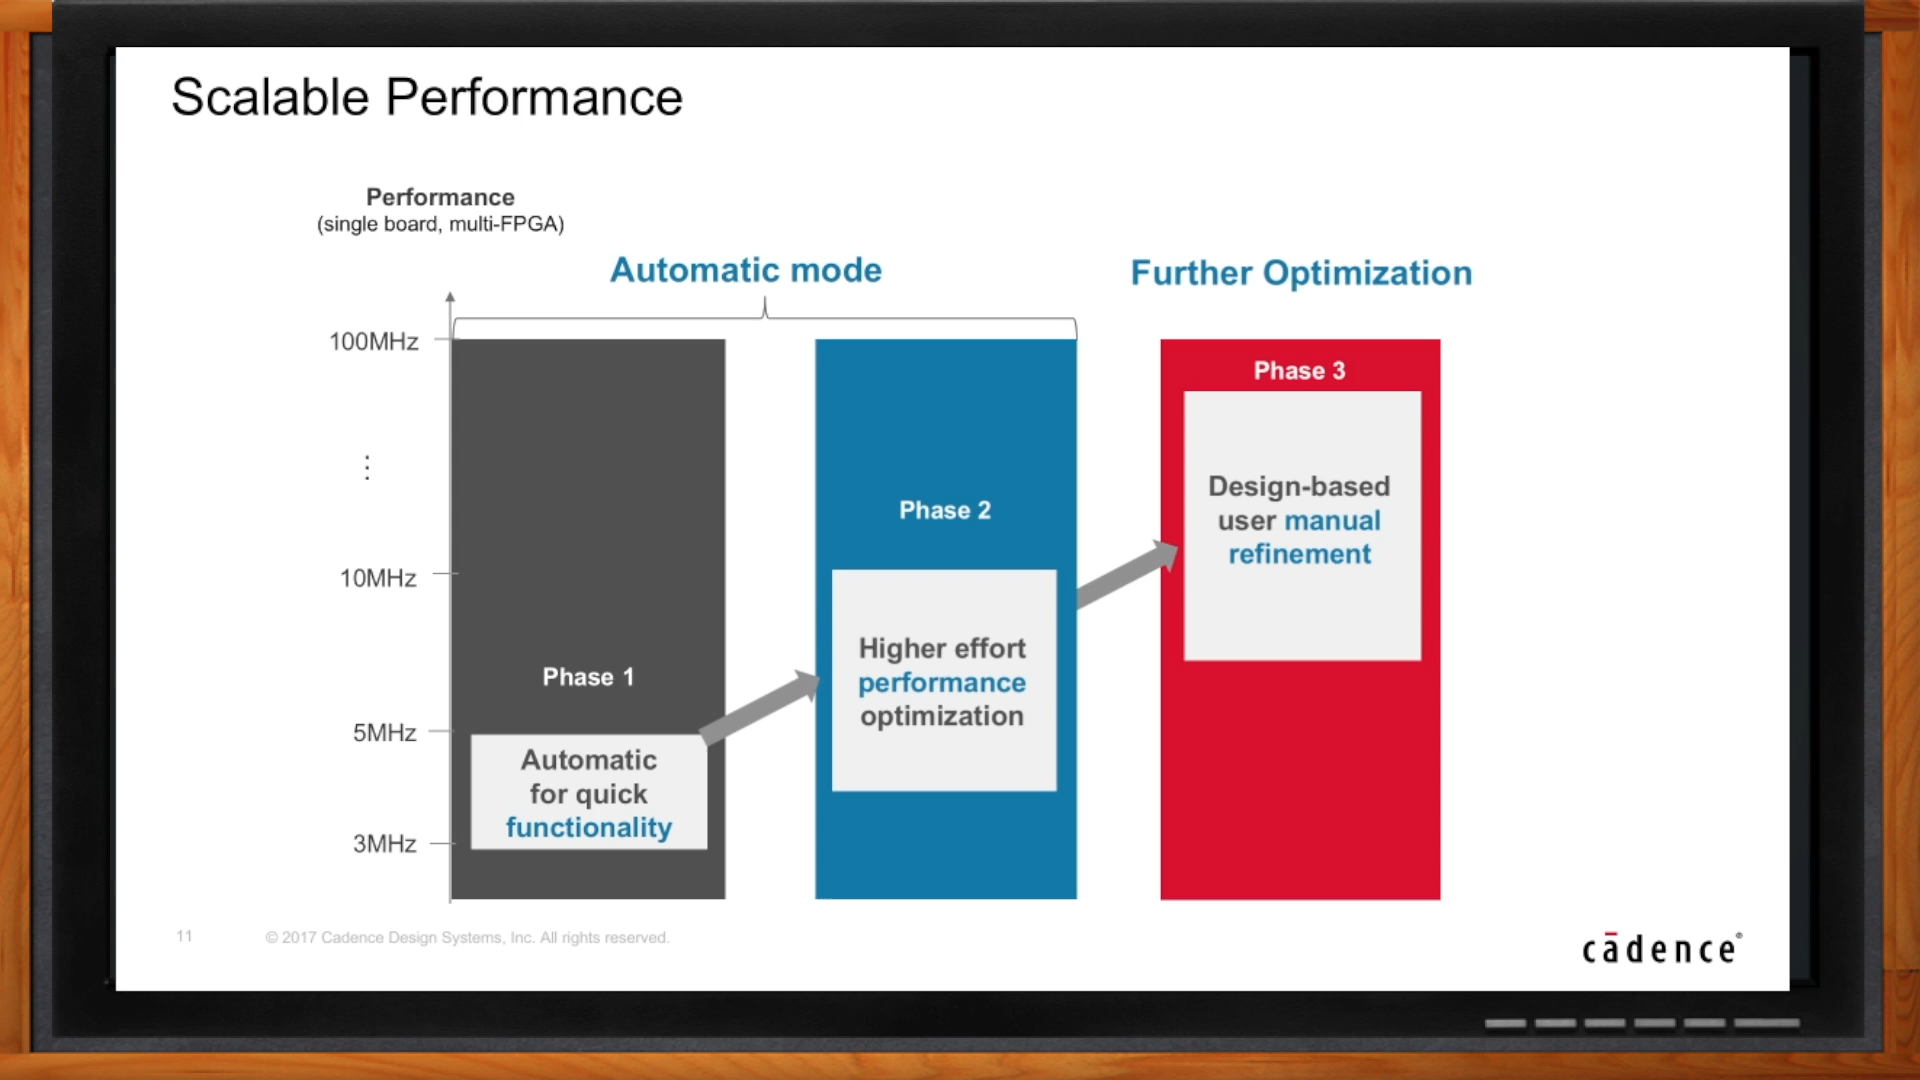 Scalable Performance
Performance
(single board, multi-FPGA)
Automatic mode
Further Optimization
100MHz
⋮
10MHz
5MHz
3MHz
Phase 1
Automatic
for quick
functionality
Phase 2
Higher effort
performance
optimization
Phase 3
Design-based
user manual
refinement
11
© 2017 Cadence Design Systems, Inc. All rights reserved.
cādence®